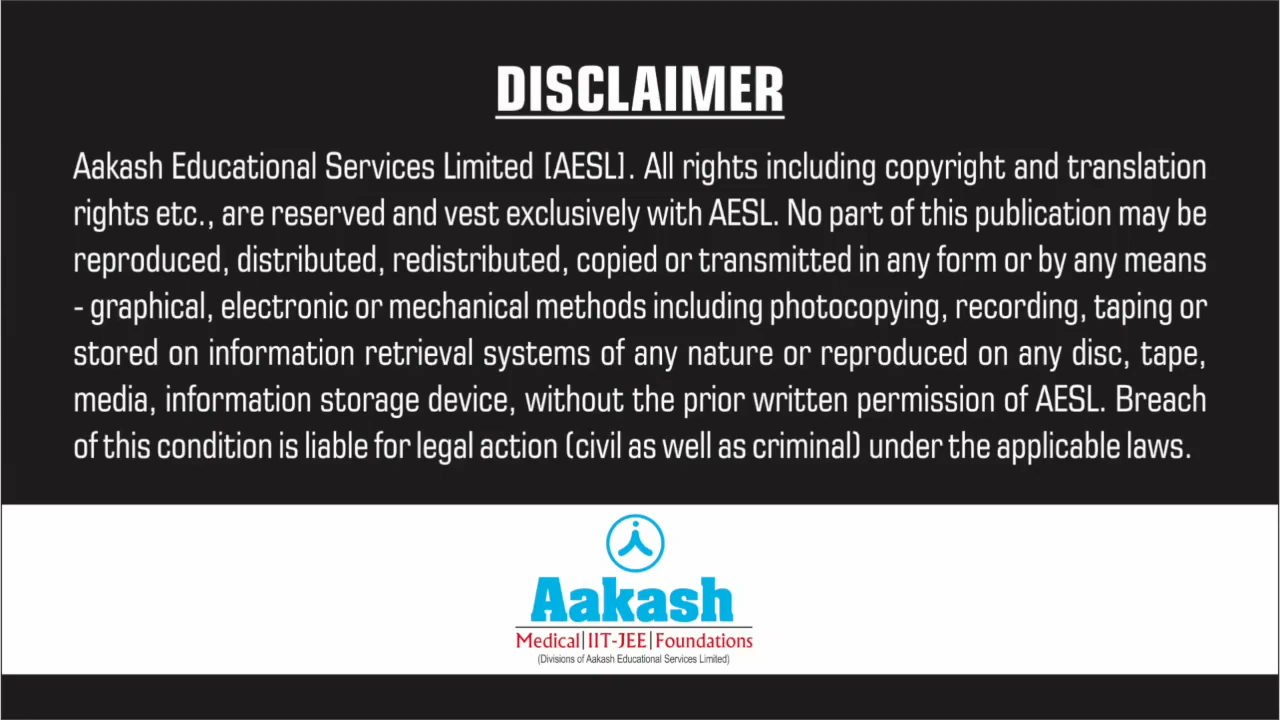 DISCLAIMER
Aakash Educational Services Limited [AESL]. All rights including copyright and translation
rights etc., are reserved and vest exclusively with AESL. No part of this publication may be
reproduced, distributed, redistributed, copied or transmitted in any form or by any means
- graphical, electronic or mechanical methods including photocopying, recording, taping or
stored on information retrieval systems of any nature or reproduced on any disc, tape,
media, information storage device, without the prior written permission of AESL. Breach
of this condition is liable for legal action (civil as well as criminal) under the applicable laws.
Aakash
Medical|IIT-JEE|Foundations
(Divisions of Aakash Educational Services Limited)